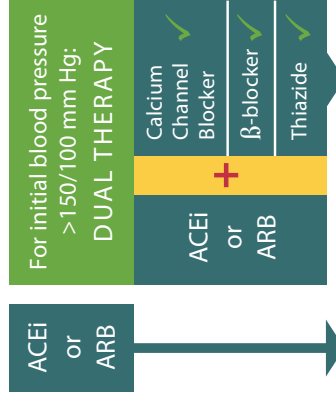 ACEi
or
ARB
For initial blood pressure
>150/100 mm Hg:
DUAL THERAPY
ACEi
or
ARB
+
Calcium
Channel
Blocker
ß-blocker
Thiazide